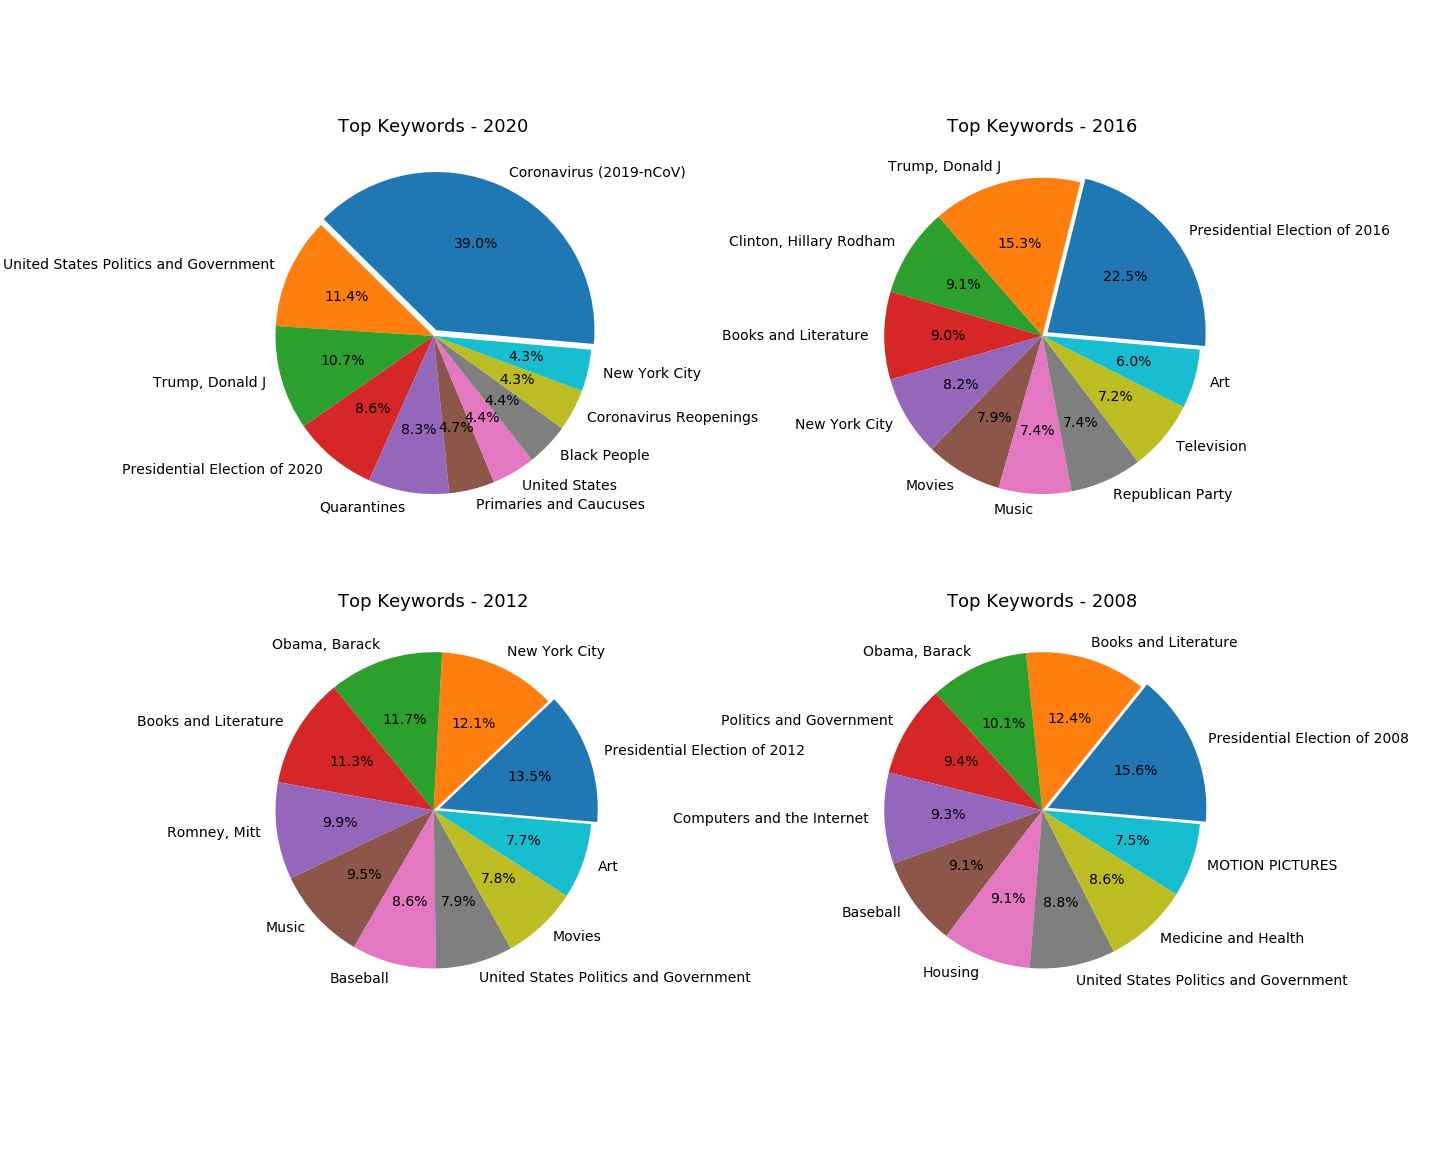 Top Keywords - 2020
Coronavirus (2019-nCoV)
39.0%
United States Politics and Government
11.4%
Trump, Donald J
10.7%
Presidential Election of 2020
8.6%
Quarantines
8.3%
Primaries and Caucuses
4.7%
United States
4.4%
Black People
4.4%
Coronavirus Reopenings
4.3%
New York City
4.3%
Top Keywords - 2016
Presidential Election of 2016
22.5%
Trump, Donald J
15.3%
Clinton, Hillary Rodham
9.1%
Books and Literature
9.0%
New York City
8.2%
Movies
7.9%
Music
7.4%
Republican Party
7.4%
Television
7.2%
Art
6.0%
Top Keywords - 2012
Presidential Election of 2012
13.5%
New York City
12.1%
Obama, Barack
11.7%
Books and Literature
11.3%
Romney, Mitt
9.9%
Music
9.5%
Baseball
8.6%
United States Politics and Government
7.9%
Movies
7.8%
Art
7.7%
Top Keywords - 2008
Presidential Election of 2008
15.6%
Books and Literature
12.4%
Obama, Barack
10.1%
Politics and Government
9.4%
Computers and the Internet
9.3%
Baseball
9.1%
Housing
9.1%
United States Politics and Government
8.8%
Medicine and Health
8.6%
MOTION PICTURES
7.5%